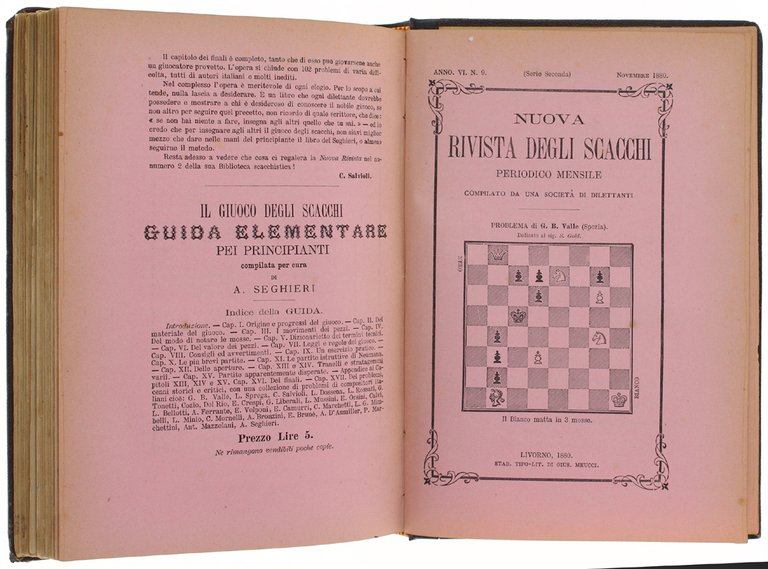 Il capitolo dei finali è completo, tanto che di esso può giovarsene anche
un giuocatore provetto. L'opera si chiude con 102 problemi di varia diffi-
coltà, tutti di autori italiani e molti inediti.
Nel complesso l'opera è meritevole di ogni elogio. Per lo scopo a cui
tende, nulla lascia a desiderare. È un libro che ogni dilettante dovrebbe
possedere e mostrare a chi è desideroso di conoscere il nobile giuoco, se
non altro per seguire quel precetto, non ricordo di quale scrittore, che dice:
« se non hai niente a fare, insegna agli altri quello che tu sai. » — ed io
credo che per insegnare agli altri il giuoco degli scacchi, non siavi miglior
mezzo che dare nelle mani del principiante il libro del Seghieri, o almeno
seguirne il metodo.
Resta adesso a vedere che cosa ci regalera la Nuova Rivista nel suo
numero 2 della sua Biblioteca scacchistica!
C. Salvioli.
IL GIUOCO DEGLI SCACCHI
GUIDA ELEMENTARE
PEI PRINCIPIANTI
compilata per cura
DI
A. SEGHIERI
Indice della GUIDA.
Introduzione. — Cap. I. Origine e progressi del giuoco. — Cap. II. Del
materiale del giuoco. — Cap. III. I movimenti dei pezzi. — Cap. IV.
Del modo di notare le mosse. — Cap. V. Dizionarietto dei termini tecnici.
— Cap. VI. Del valore dei pezzi. — Cap. VII. Leggi e regole del giuoco. —
Cap. VIII. Consigli ed avvertimenti. — Cap. IX. Un esercizio pratico. —
Cap. X. Le più brevi partite. — Cap. XI. Le partite istruttive di Neumann.
— Cap. XII. Delle aperture. — Cap. XIII e XIV. Tranelli e stratagemmi
varii. — Cap. XV. Partite apparentemente disperate. — Appendice ai Ca-
pitoli XIII, XIV e XV. Cap. XVI. Dei finali. — Cap. XVII. Dei problemi,
cenni storici e critici, con una collezione di problemi di compositori ita-
liani cioè: G. B. Valle, L. Sprega, C. Salvioli, L. Dossena, L. Rossati, G.
Tonetti, Cozio, Del Rio, E. Crespi, G. Liberali, L. Mussini, E. Orsini, Calvi,
L. Bellotti, A. Ferrante, E. Volponi, E. Camurri, C. Marchetti, L. G. Mim-
belli, L. Minio, C. Mornelli, A. Bronzini, E. Brune, A. D'Anmiller, P. Mar-
chettini, Ant. Mazzolani, A. Seghieri.
Prezzo Lire 5.
Ne rimangono vendibili poche copie.
ANNO. VI. N. 9. (Serie Seconda) NOVEMBRE 1880.
NUOVA
RIVISTA DEGLI SCACCHI
PERIODICO MENSILE
COMPILATO DA UNA SOCIETÀ DI DILETTANTI
PROBLEMA di G. B. Valle (Spezia).
Dedicato al sig. S. Gold.
NERO
BIANCO
Il Bianco matta in 3 mosse.
LIVORNO, 1880.
STAB. TIPO-LIT. DI GIUS. MEUCCI.